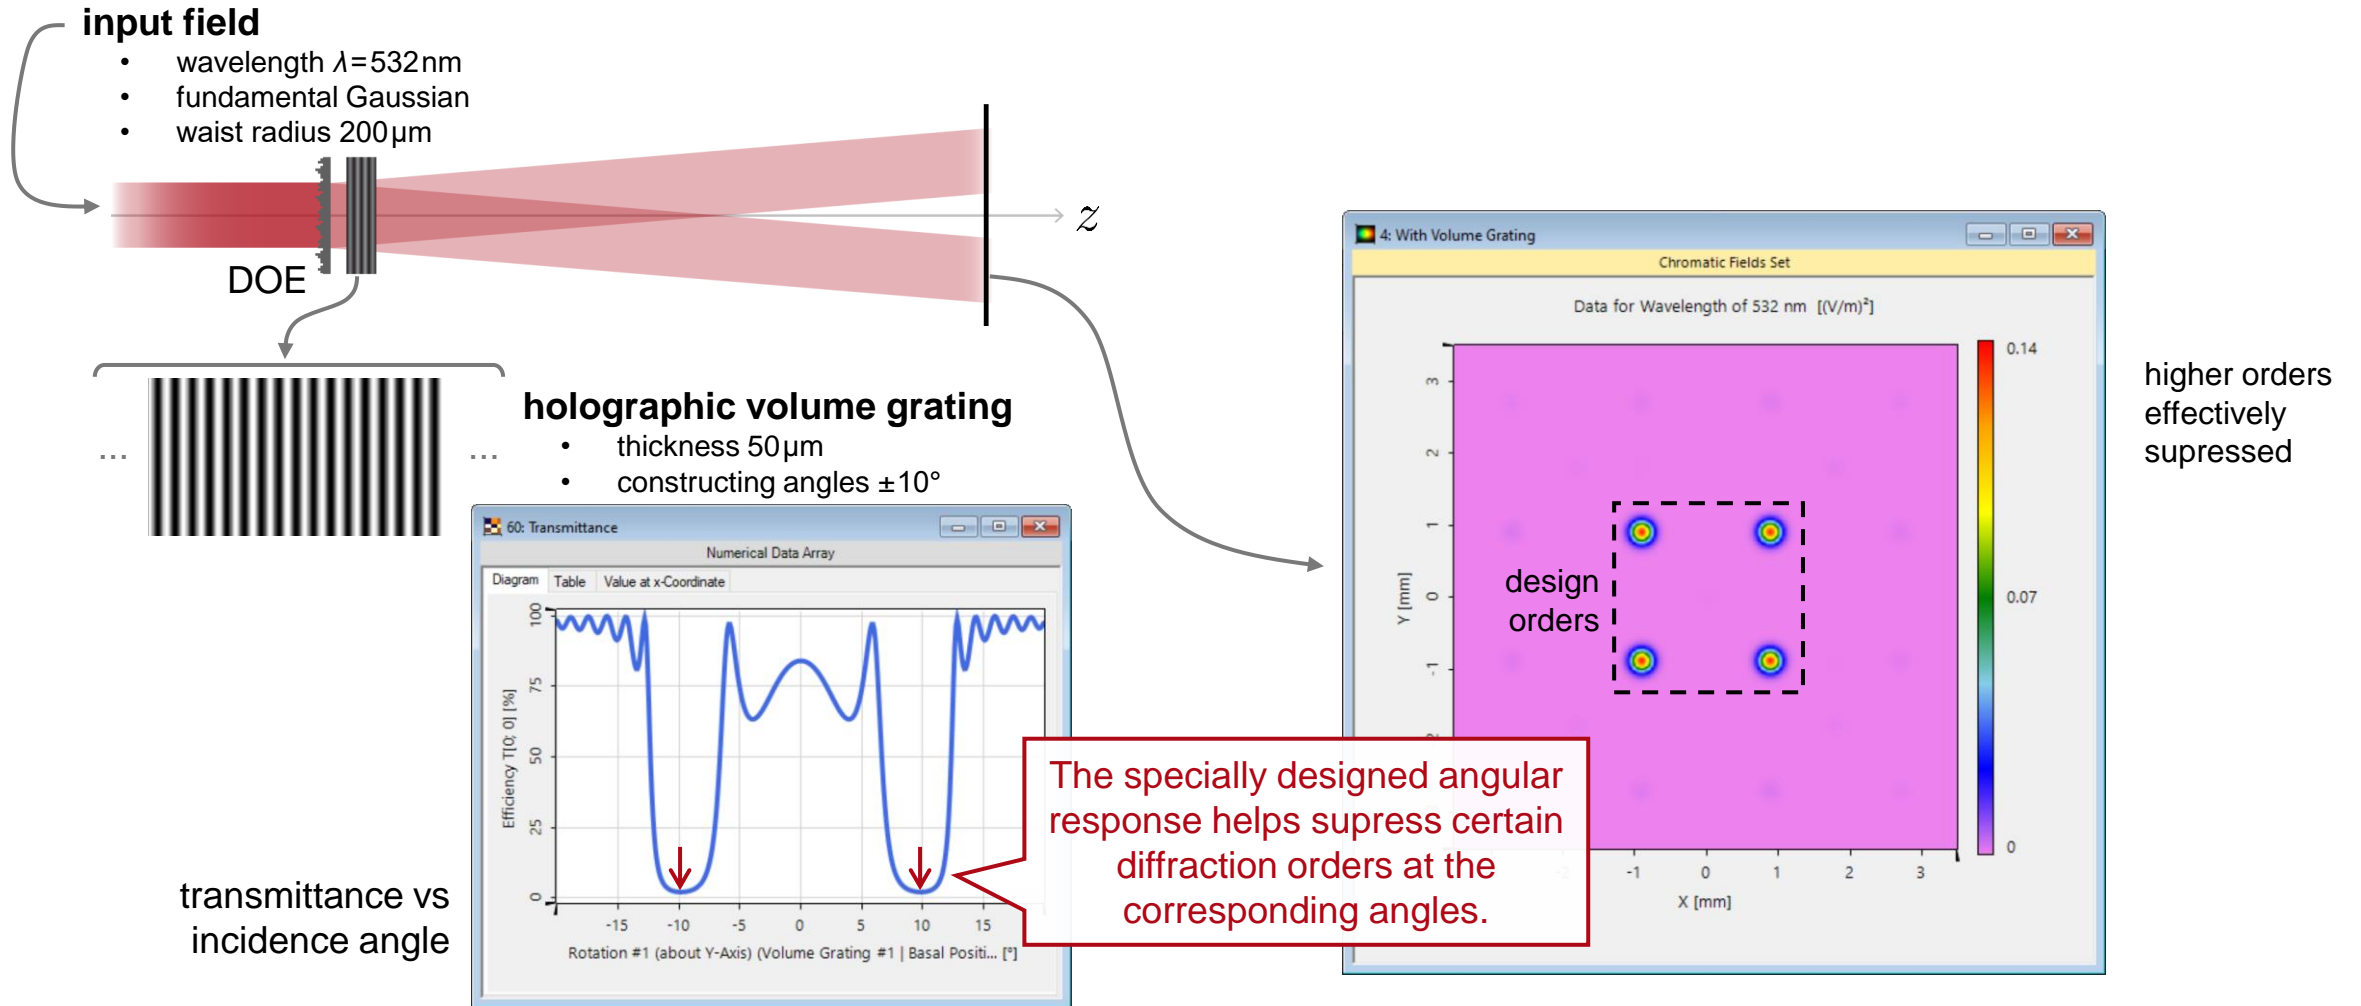 input field
• wavelength λ=532nm
• fundamental Gaussian
• waist radius 200μm
DOE
z
...
...
holographic volume grating
• thickness 50μm
• constructing angles ±10°
60: Transmittance
Numerical Data Array
Diagram Table Value at x-Coordinate
Efficiency T[0; 0] [%]
100
75
50
25
0
-15 -10 -5 0 5 10 15
Rotation #1 (about Y-Axis) (Volume Grating #1 | Basal Positi... [°]
transmittance vs
incidence angle
The specially designed angular
response helps supress certain
diffraction orders at the
corresponding angles.
4: With Volume Grating
Chromatic Fields Set
Data for Wavelength of 532 nm [(V/m)²]
Y [mm]
3
2
1
0
-1
design
orders
-1 0 1 2 3
X [mm]
0.14
0.07
0
higher orders
effectively
supressed